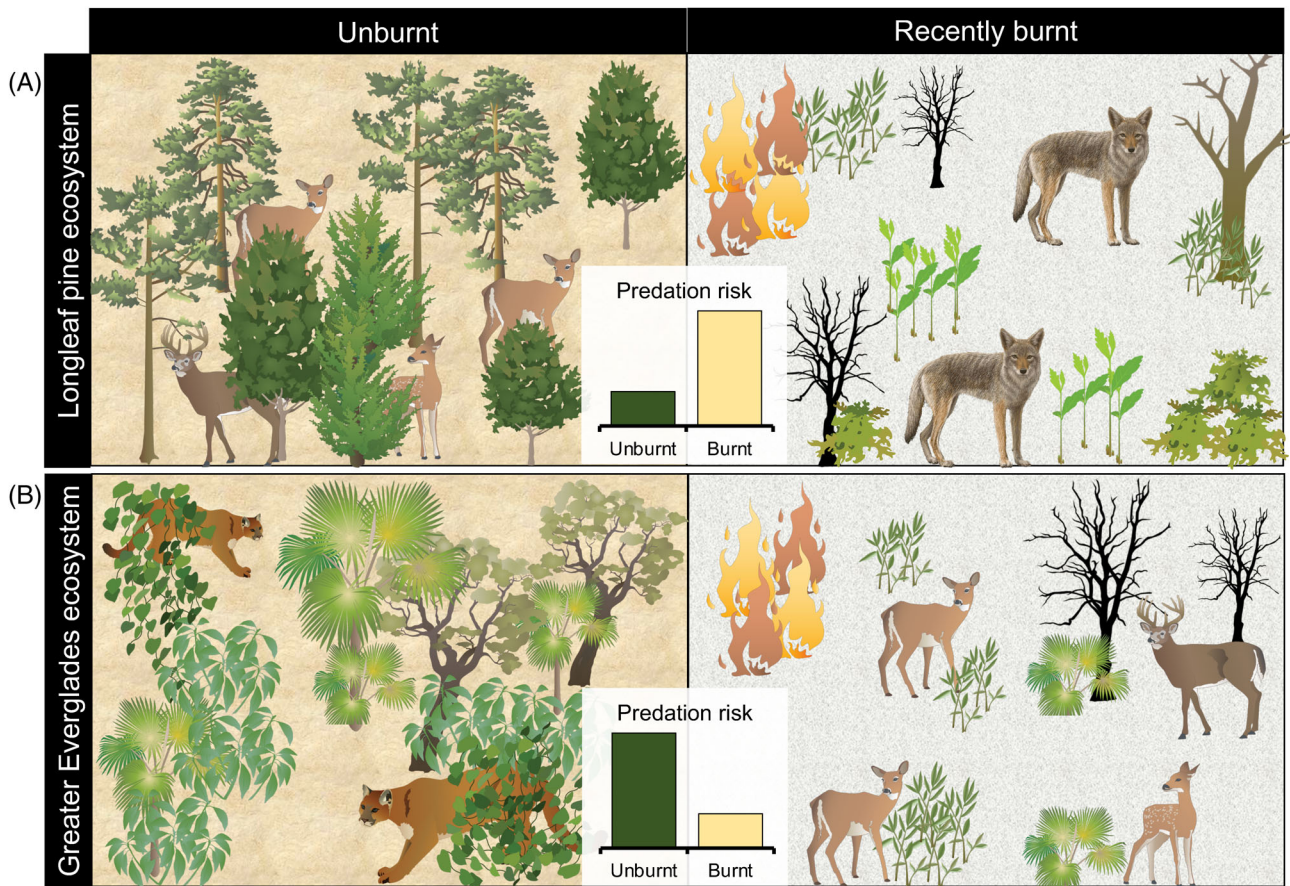 Unburnt
Recently burnt
(A)
Longleaf pine ecosystem
Predation risk
Unburnt
Burnt
(B)
Greater Everglades ecosystem
Predation risk
Unburnt
Burnt